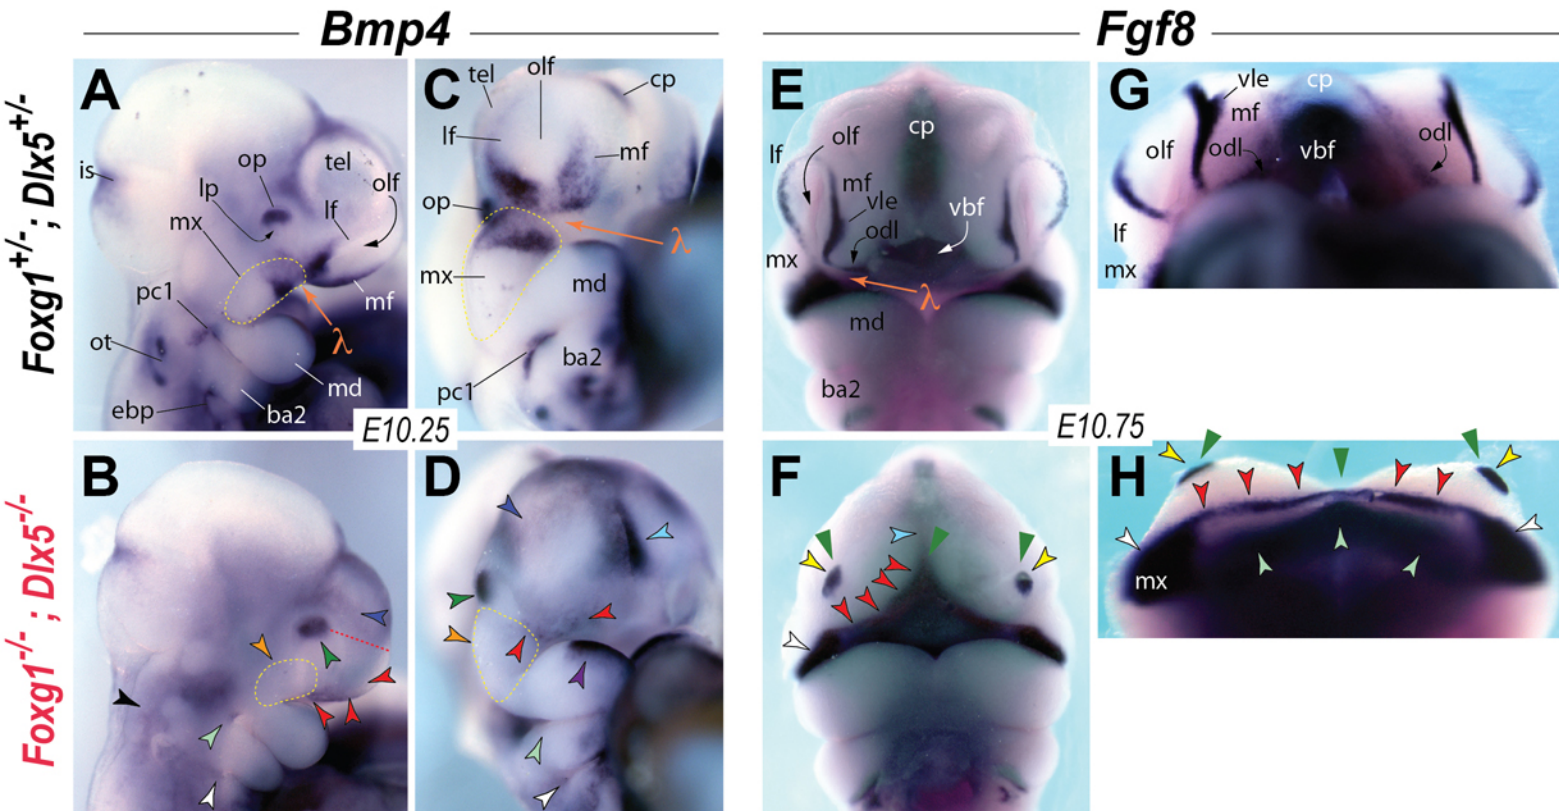 Bmp4
Fgf8
Foxg1+/- ; Dlx5+/-
A
is
op
lp
mx
tel
olf
lf
pc1
mf
ot
λ
md
ebp
ba2
C
tel
olf
cp
lf
mf
op
λ
mx
md
pc1
ba2
E
cp
olf
lf
mf
vle
vbf
odl
mx
λ
md
ba2
G
cp
vle
mf
olf
odl
vbf
odl
lf
mx
E10.25
E10.75
Foxg1-/- ; Dlx5-/-
B
D
F
H
mx